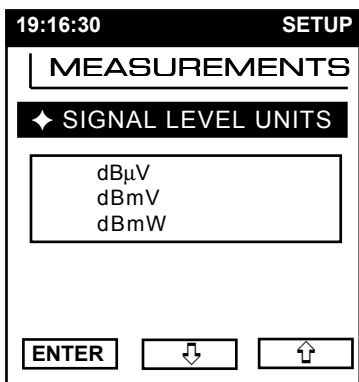 19:16:30 SETUP
MEASUREMENTS
SIGNAL LEVEL UNITS
dBμV
dBmV
dBmW
ENTER